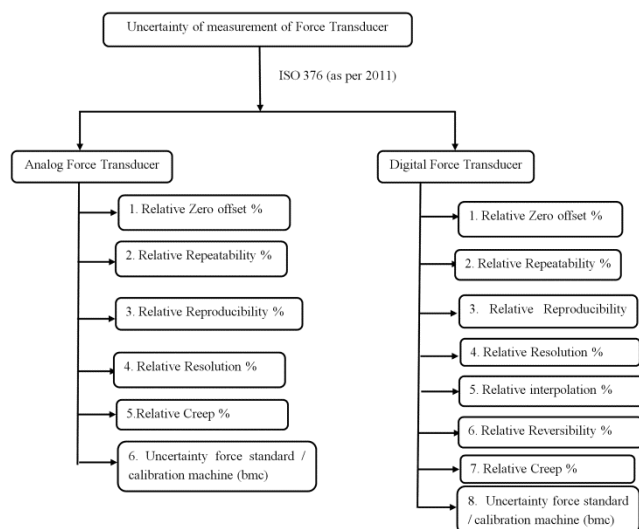 Uncertainty of measurement of Force Transducer
ISO 376 (as per 2011)
Analog Force Transducer
1. Relative Zero offset %
2. Relative Repeatability %
3. Relative Reproducibility %
4. Relative Resolution %
5.Relative Creep %
6. Uncertainty force standard /
calibration machine (bmc)
Digital Force Transducer
1. Relative Zero offset %
2. Relative Repeatability %
3. Relative Reproducibility
4. Relative Resolution %
5. Relative interpolation %
6. Relative Reversibility %
7. Relative Creep %
8. Uncertainty force standard
/ calibration machine (bmc)